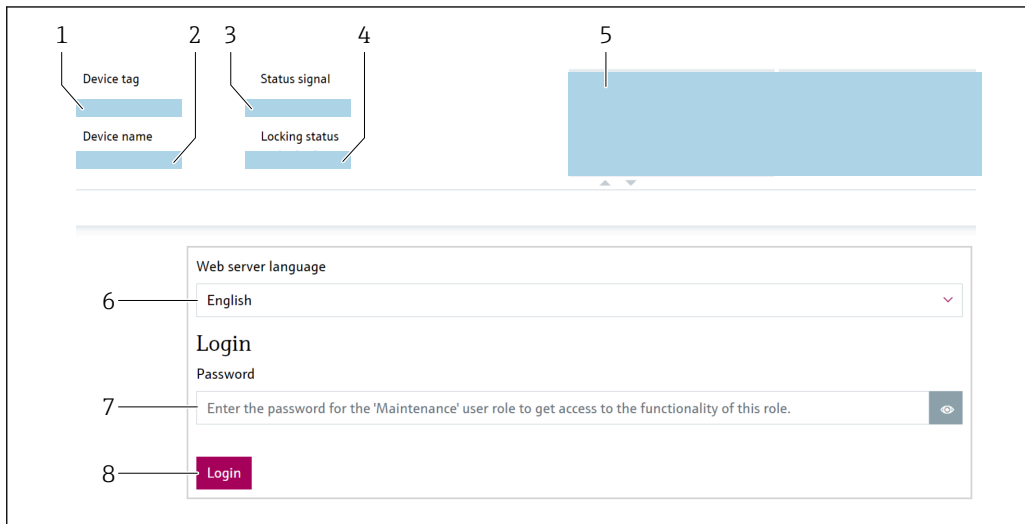 1 2 3 4 5
Device tag Status signal
Device name Locking status
Web server language
6 English
Login
Password
7 Enter the password for the 'Maintenance' user role to get access to the functionality of this role.
8 Login